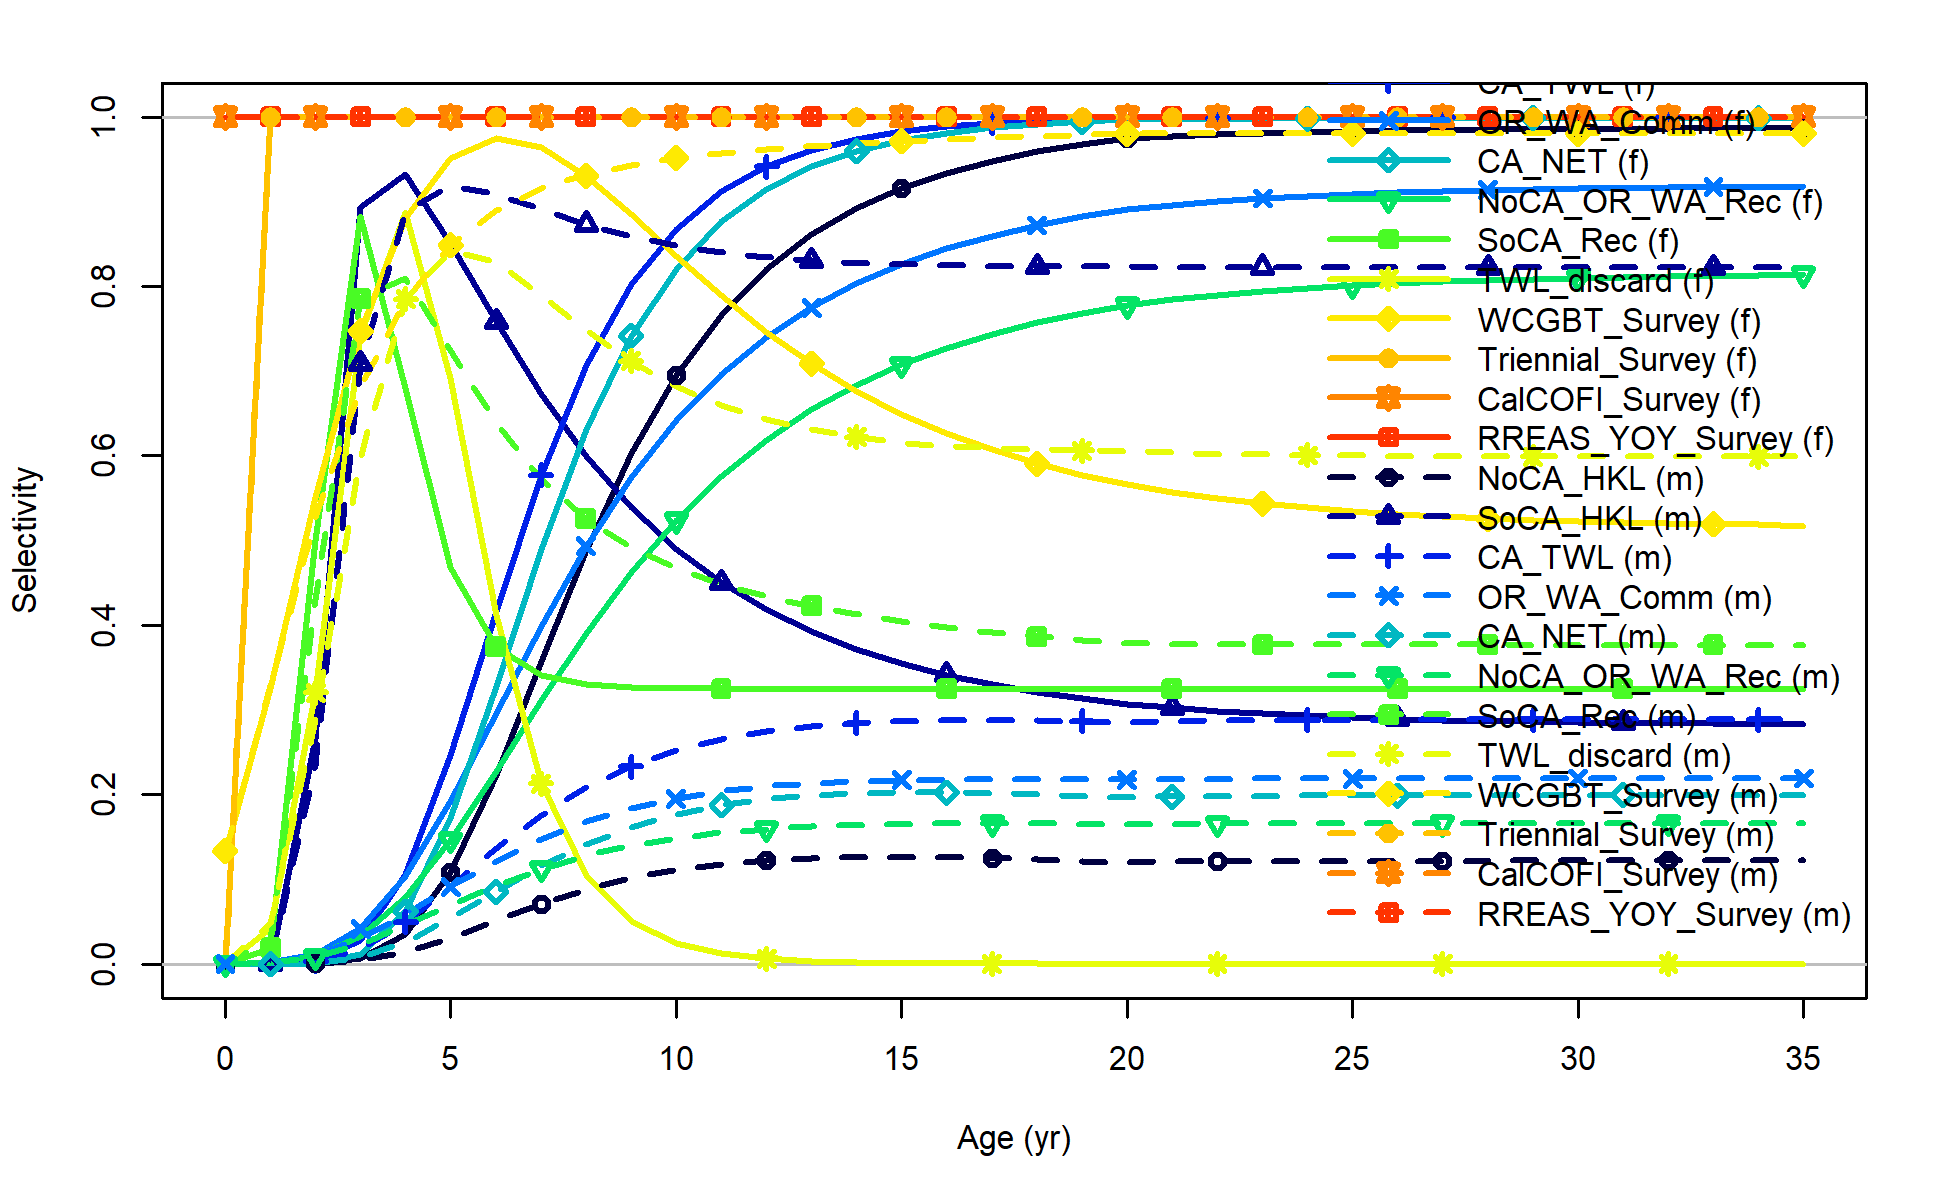 1.0
0.8
0.6
0.4
0.2
0.0
Selectivity
0
5
10
15
20
25
30
35
Age (yr)
CA_TWL (f)
OR_WA_Comm (f)
CA_NET (f)
NoCA_OR_WA_Rec (f)
SoCA_Rec (f)
TWL_discard (f)
WCGBT_Survey (f)
Triennial_Survey (f)
CalCOFI_Survey (f)
RREAS_YOY_Survey (f)
NoCA_HKL (m)
SoCA_HKL (m)
CA_TWL (m)
OR_WA_Comm (m)
CA_NET (m)
NoCA_OR_WA_Rec (m)
SoCA_Rec (m)
TWL_discard (m)
WCGBT_Survey (m)
Triennial_Survey (m)
CalCOFI_Survey (m)
RREAS_YOY_Survey (m)